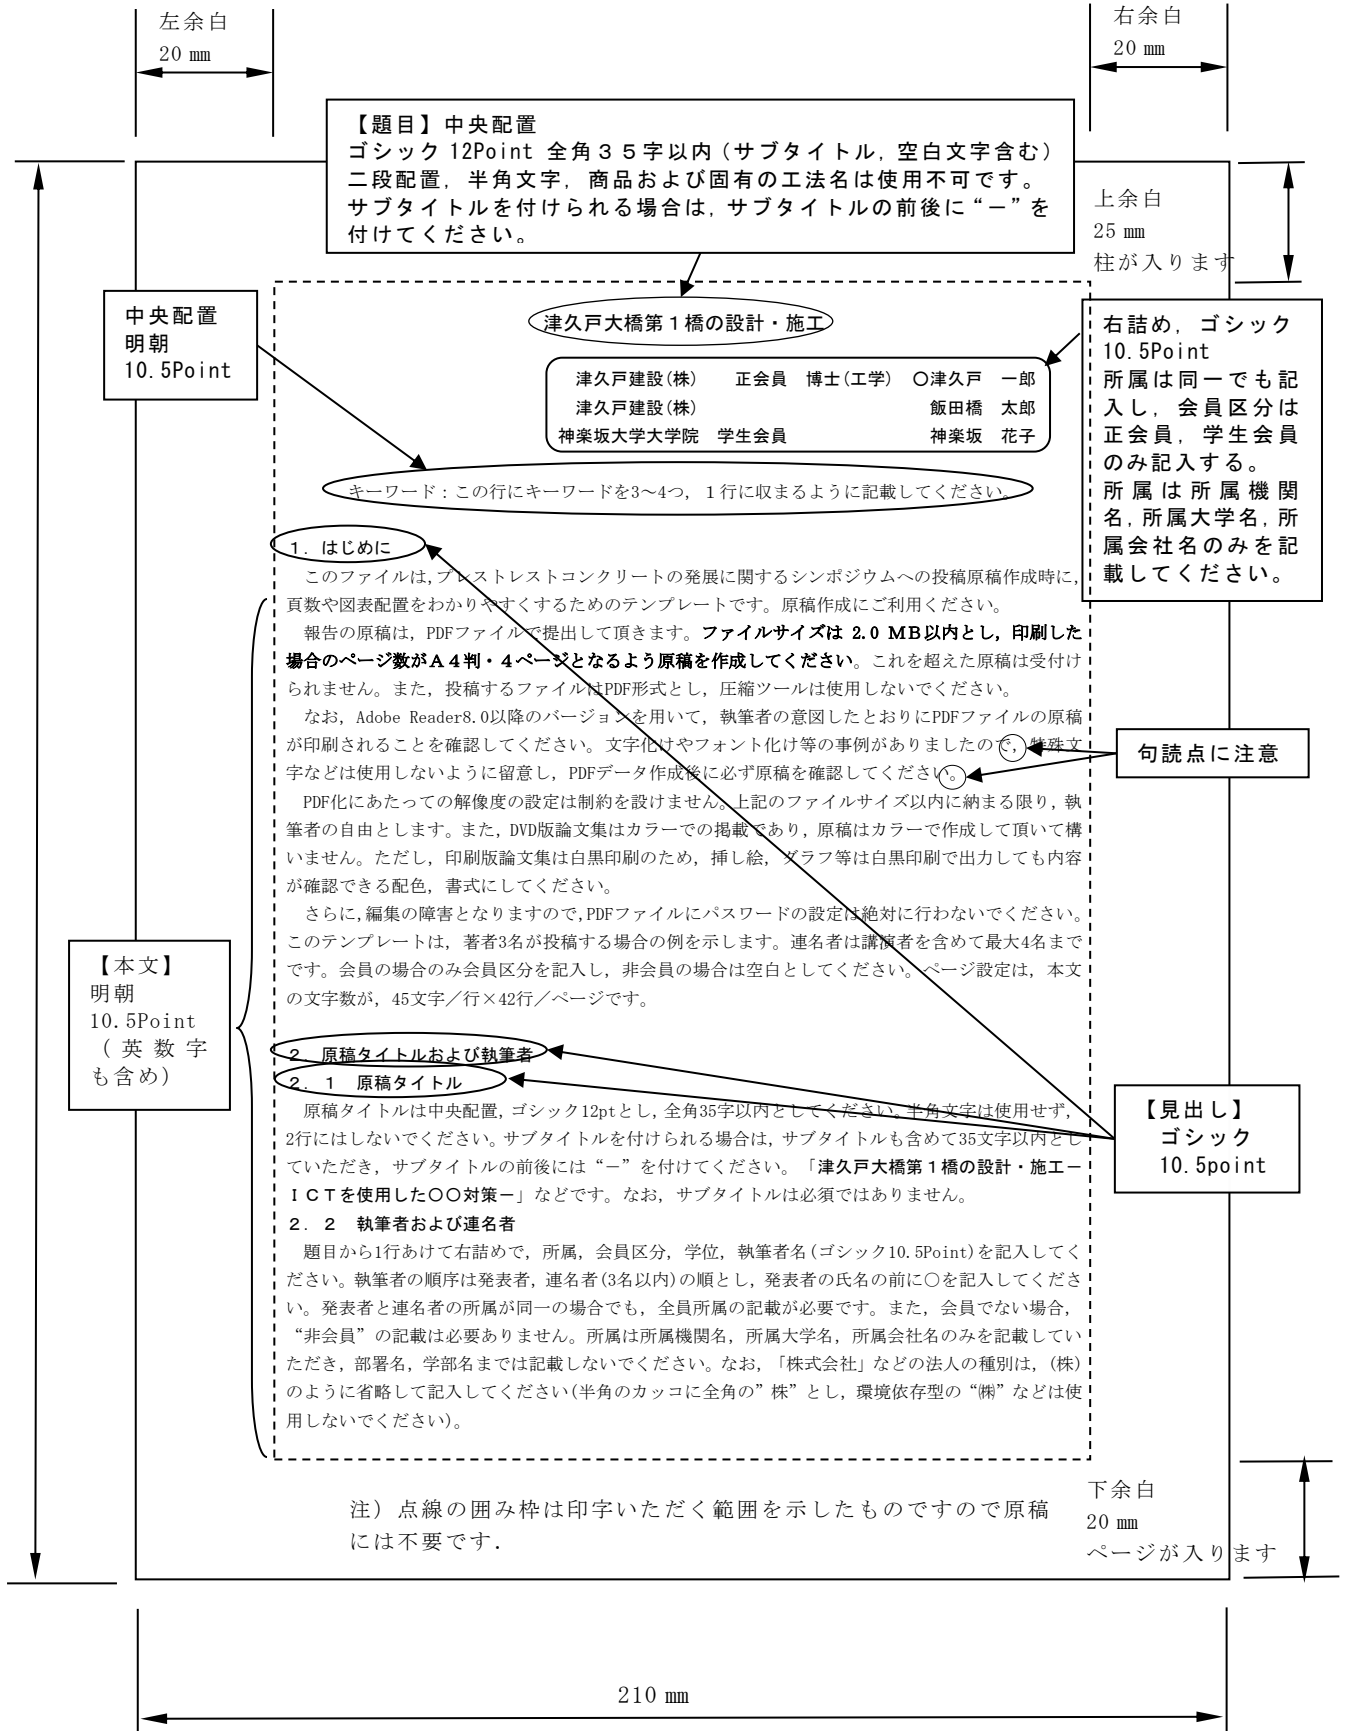 左余白
20 ㎜
右余白
20 ㎜
【題目】中央配置
ゴシック 12Point 全角３５字以内（サブタイトル，空白文字含む）
二段配置，半角文字，商品および固有の工法名は使用不可です。
サブタイトルを付けられる場合は，サブタイトルの前後に“－”を
付けてください。
上余白
25 ㎜
柱が入ります
中央配置
明朝
10.5Point
津久戸大橋第１橋の設計・施工
右詰め，ゴシック
10.5Point
所属は同一でも記
入し，会員区分は
正会員，学生会員
のみ記入する。
所属は所属機関
名，所属大学名，所
属会社名のみを記
載してください。
津久戸建設(株)　正会員　博士(工学)　○津久戸　一郎
津久戸建設(株)　飯田橋　太郎
神楽坂大学大学院　学生会員　神楽坂　花子
キーワード：この行にキーワードを3～4つ，１行に収まるように記載してください。
１．はじめに
このファイルは，プレストレストコンクリートの発展に関するシンポジウムへの投稿原稿作成時に，
頁数や図表配置をわかりやすくするためのテンプレートです。原稿作成にご利用ください。
報告の原稿は，PDFファイルで提出して頂きます。ファイルサイズは 2.0 MB以内とし，印刷した
場合のページ数がＡ４判・４ページとなるよう原稿を作成してください。これを超えた原稿は受付け
られません。また，投稿するファイルはPDF形式とし，圧縮ツールは使用しないでください。
なお，Adobe Reader8.0以降のバージョンを用いて，執筆者の意図したとおりにPDFファイルの原稿
が印刷されることを確認してください。文字化けやフォント化け等の事例がありましたので，特殊文
字などは使用しないように留意し，PDFデータ作成後に必ず原稿を確認してください。
句読点に注意
PDF化にあたっての解像度の設定は制約を設けません。上記のファイルサイズ以内に納まる限り，執
筆者の自由とします。また，DVD版論文集はカラーでの掲載であり，原稿はカラーで作成して頂いて構
いません。ただし，印刷版論文集は白黒印刷のため，挿し絵，グラフ等は白黒印刷で出力しても内容
が確認できる配色，書式にしてください。
さらに，編集の障害となりますので，PDFファイルにパスワードの設定は絶対に行わないでください。
このテンプレートは，著者3名が投稿する場合の例を示します。連名者は講演者を含めて最大4名まで
です。会員の場合のみ会員区分を記入し，非会員の場合は空白としてください。ページ設定は，本文
の文字数が，45文字／行×42行／ページです。
【本文】
明朝
10.5Point
（英数字
も含め）
２．原稿タイトルおよび執筆者
２．１　原稿タイトル
原稿タイトルは中央配置，ゴシック12ptとし，全角35字以内としてください。半角文字は使用せず，
2行にはしないでください。サブタイトルを付けられる場合は，サブタイトルも含めて35文字以内とし
ていただき，サブタイトルの前後には“－”を付けてください。「津久戸大橋第１橋の設計・施工－
ＩＣＴを使用した○○対策－」などです。なお，サブタイトルは必須ではありません。
【見出し】
ゴシック
10.5point
２．２　執筆者および連名者
題目から1行あけて右詰めで，所属，会員区分，学位，執筆者名(ゴシック10.5Point)を記入してく
ださい。執筆者の順序は発表者，連名者(3名以内)の順とし，発表者の氏名の前に○を記入してくださ
い。発表者と連名者の所属が同一の場合でも，全員所属の記載が必要です。また，会員でない場合，
“非会員”の記載は必要ありません。所属は所属機関名，所属大学名，所属会社名のみを記載してい
ただき，部署名，学部名までは記載しないでください。なお，「株式会社」などの法人の種別は，(株)
のように省略して記入してください(半角のカッコに全角の”株”とし，環境依存型の“㈱”などは使
用しないでください)。
注）点線の囲み枠は印字いただく範囲を示したものですので原稿
には不要です．
下余白
20 ㎜
ページが入ります
210 ㎜